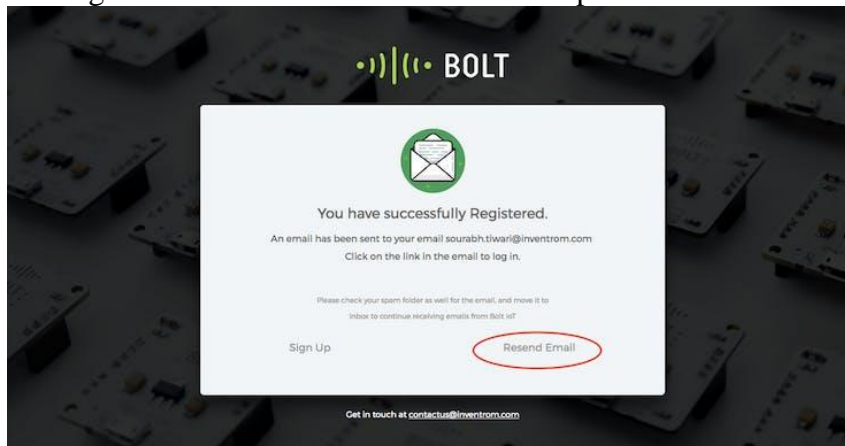 BOLT
You have successfully Registered.
An email has been sent to your email sourabh.tiwari@inventrom.com
Click on the link in the email to log in.
Please check your spam folder as well for the email, and move it to
Inbox to continue receiving emails from Bolt IoT
Sign Up Resend Email
Get in touch at contactus@inventrom.com